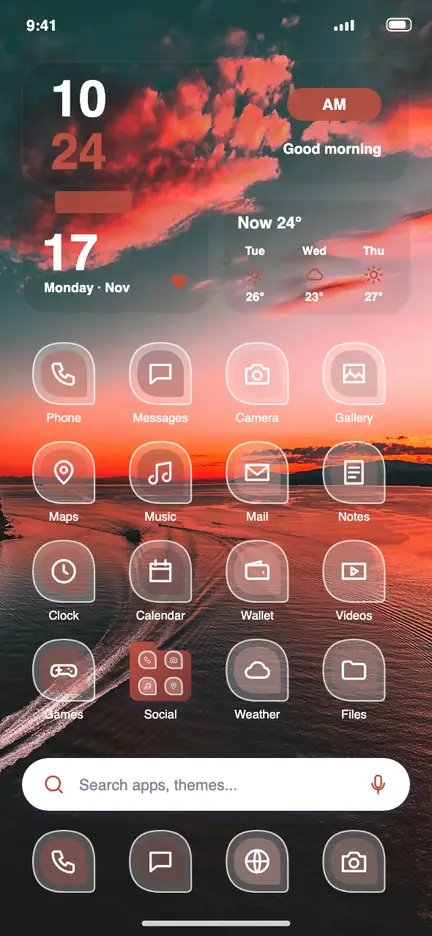 9:41
10
24
AM
Good morning
17
Monday · Nov
Now 24°
Tue Wed Thu
26° 23° 27°
Phone Messages Camera Gallery
Maps Music Mail Notes
Clock Calendar Wallet Videos
Games Social Weather Files
Search apps, themes...